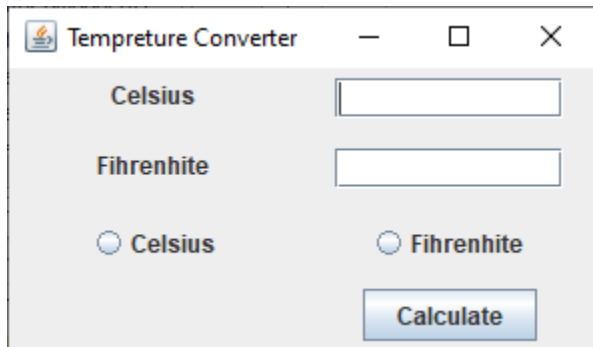 Tempreture Converter
Celsius
Fihrenhite
Celsius Fihrenhite
Calculate